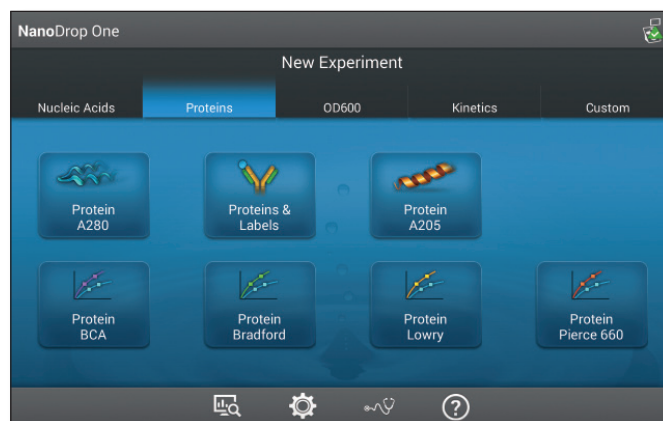 NanoDrop One
New Experiment
Nucleic Acids
Proteins
OD600
Kinetics
Custom
Protein
A280
Proteins &
Labels
Protein
A205
Protein
BCA
Protein
Bradford
Protein
Lowry
Protein
Pierce 660
?